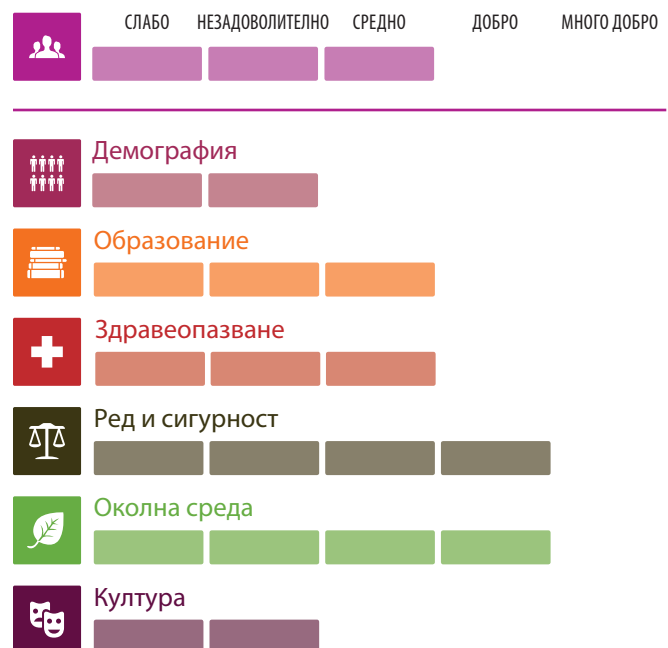 СЛАБО НЕЗАДОВОЛИТЕЛНО СРЕДНО ДОБРО МНОГО ДОБРО
Демография
Образование
Здравеопазване
Ред и сигурност
Околна среда
Култура